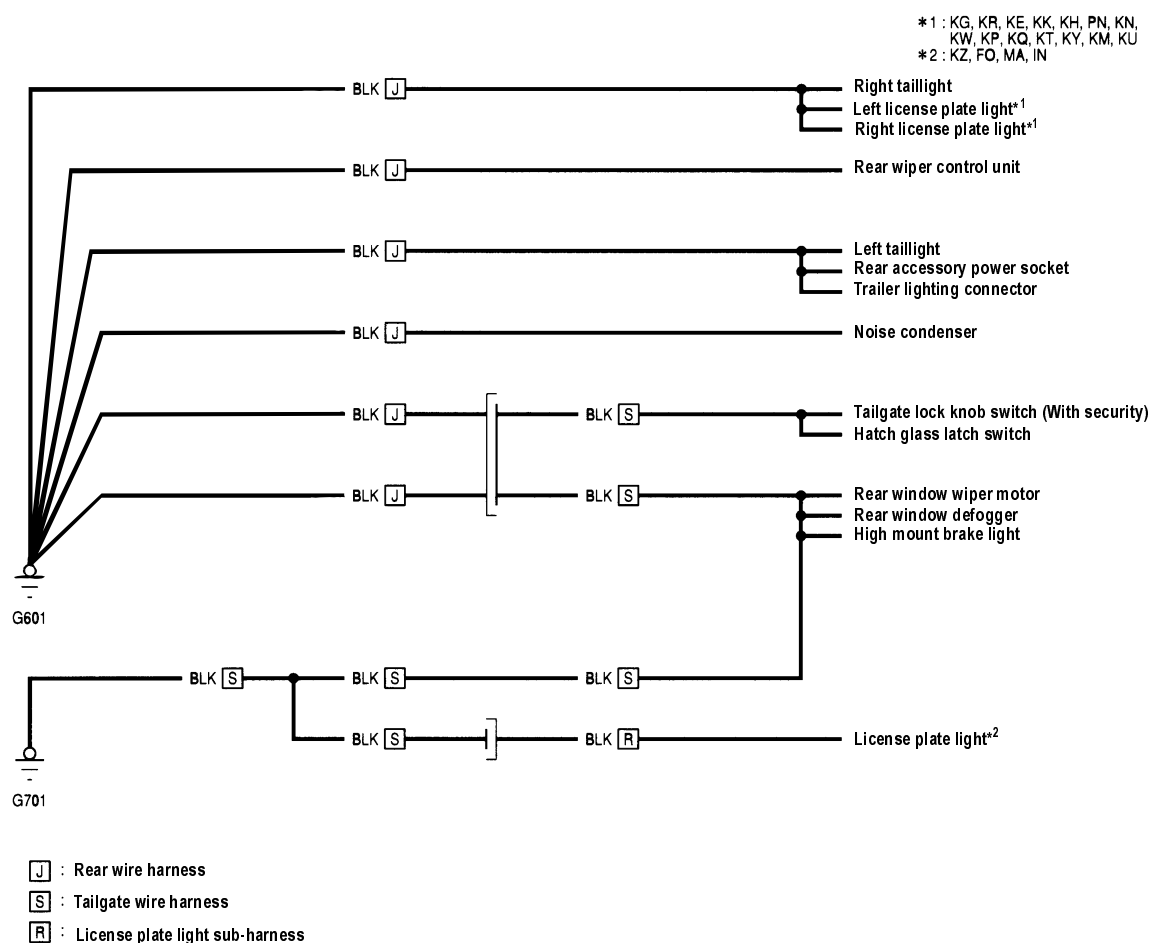 *1 : KG, KR, KE, KK, KH, PN, KN,
KW, KP, KQ, KT, KY, KM, KU
*2 : KZ, FO, MA, IN
BLK J Right taillight
Left license plate light*1
Right license plate light*1
BLK J Rear wiper control unit
BLK J Left taillight
Rear accessory power socket
Trailer lighting connector
BLK J Noise condenser
BLK J BLK S Tailgate lock knob switch (With security)
Hatch glass latch switch
BLK J BLK S Rear window wiper motor
Rear window defogger
High mount brake light
G601
BLK S BLK S BLK S
BLK S BLK R License plate light*2
G701
J : Rear wire harness
S : Tailgate wire harness
R : License plate light sub-harness